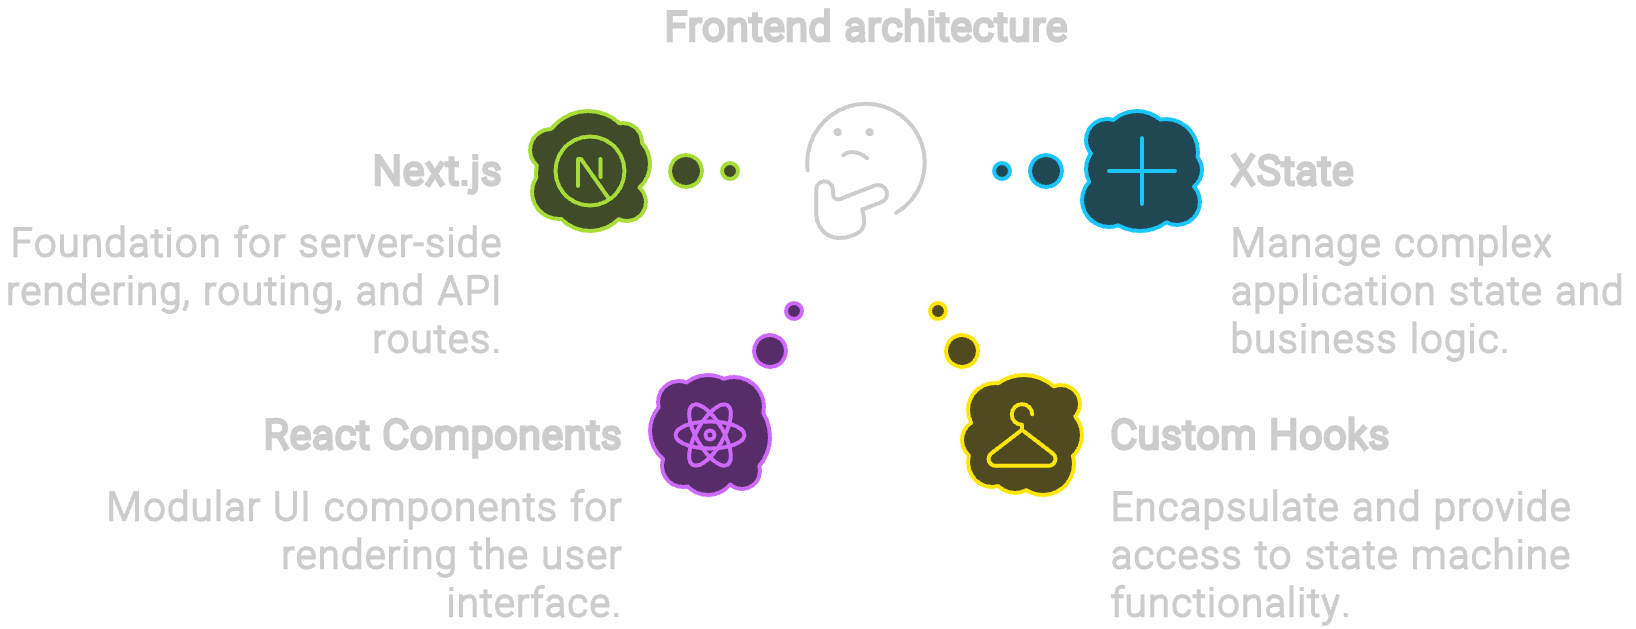 Frontend architecture
Next.js
Foundation for server-side
rendering, routing, and API
routes.
XState
Manage complex
application state and
business logic.
React Components
Modular UI components for
rendering the user
interface.
Custom Hooks
Encapsulate and provide
access to state machine
functionality.